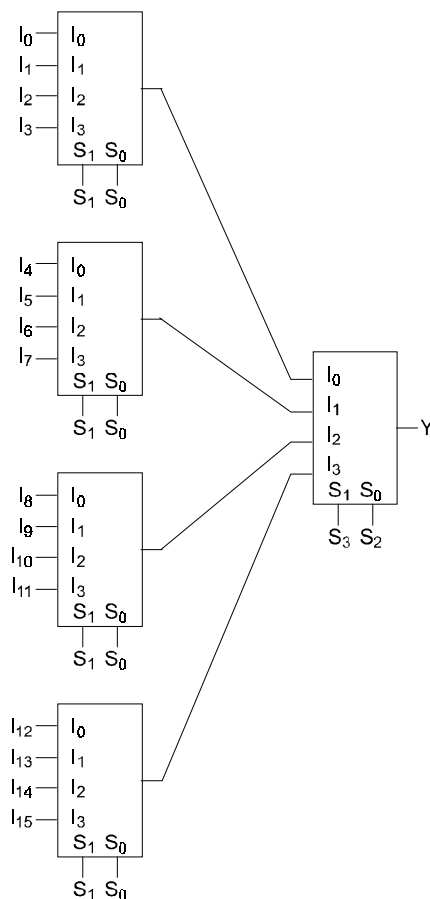 I₀ I₀
I₁ I₁
I₂ I₂
I₃ I₃
S₁ S₀
S₁ S₀
I₄ I₀
I₅ I₁
I₆ I₂
I₇ I₃
S₁ S₀
S₁ S₀
I₈ I₀
I₉ I₁
I₁₀ I₂
I₁₁ I₃
S₁ S₀
S₁ S₀
I₁₂ I₀
I₁₃ I₁
I₁₄ I₂
I₁₅ I₃
S₁ S₀
S₁ S₀
I₀
I₁
I₂
I₃
S₁ S₀
S₃ S₂
Y